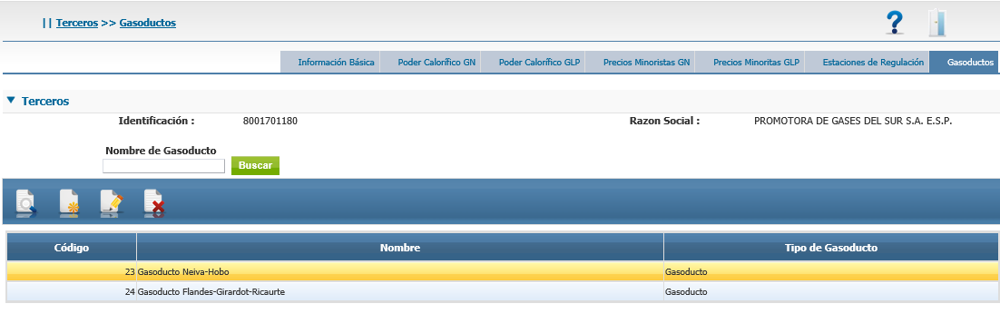 || Terceros >> Gasoductos
Información Básica Poder Calorífico GN Poder Calorífico GLP Precios Minoristas GN Precios Minoritas GLP Estaciones de Regulación Gasoductos
Terceros
Identificación : 8001701180 Razon Social : PROMOTORA DE GASES DEL SUR S.A. E.S.P.
Nombre de Gasoducto
Buscar
Código Nombre Tipo de Gasoducto
23 Gasoducto Neiva-Hobo Gasoducto
24 Gasoducto Flandes-Girardot-Ricaurte Gasoducto